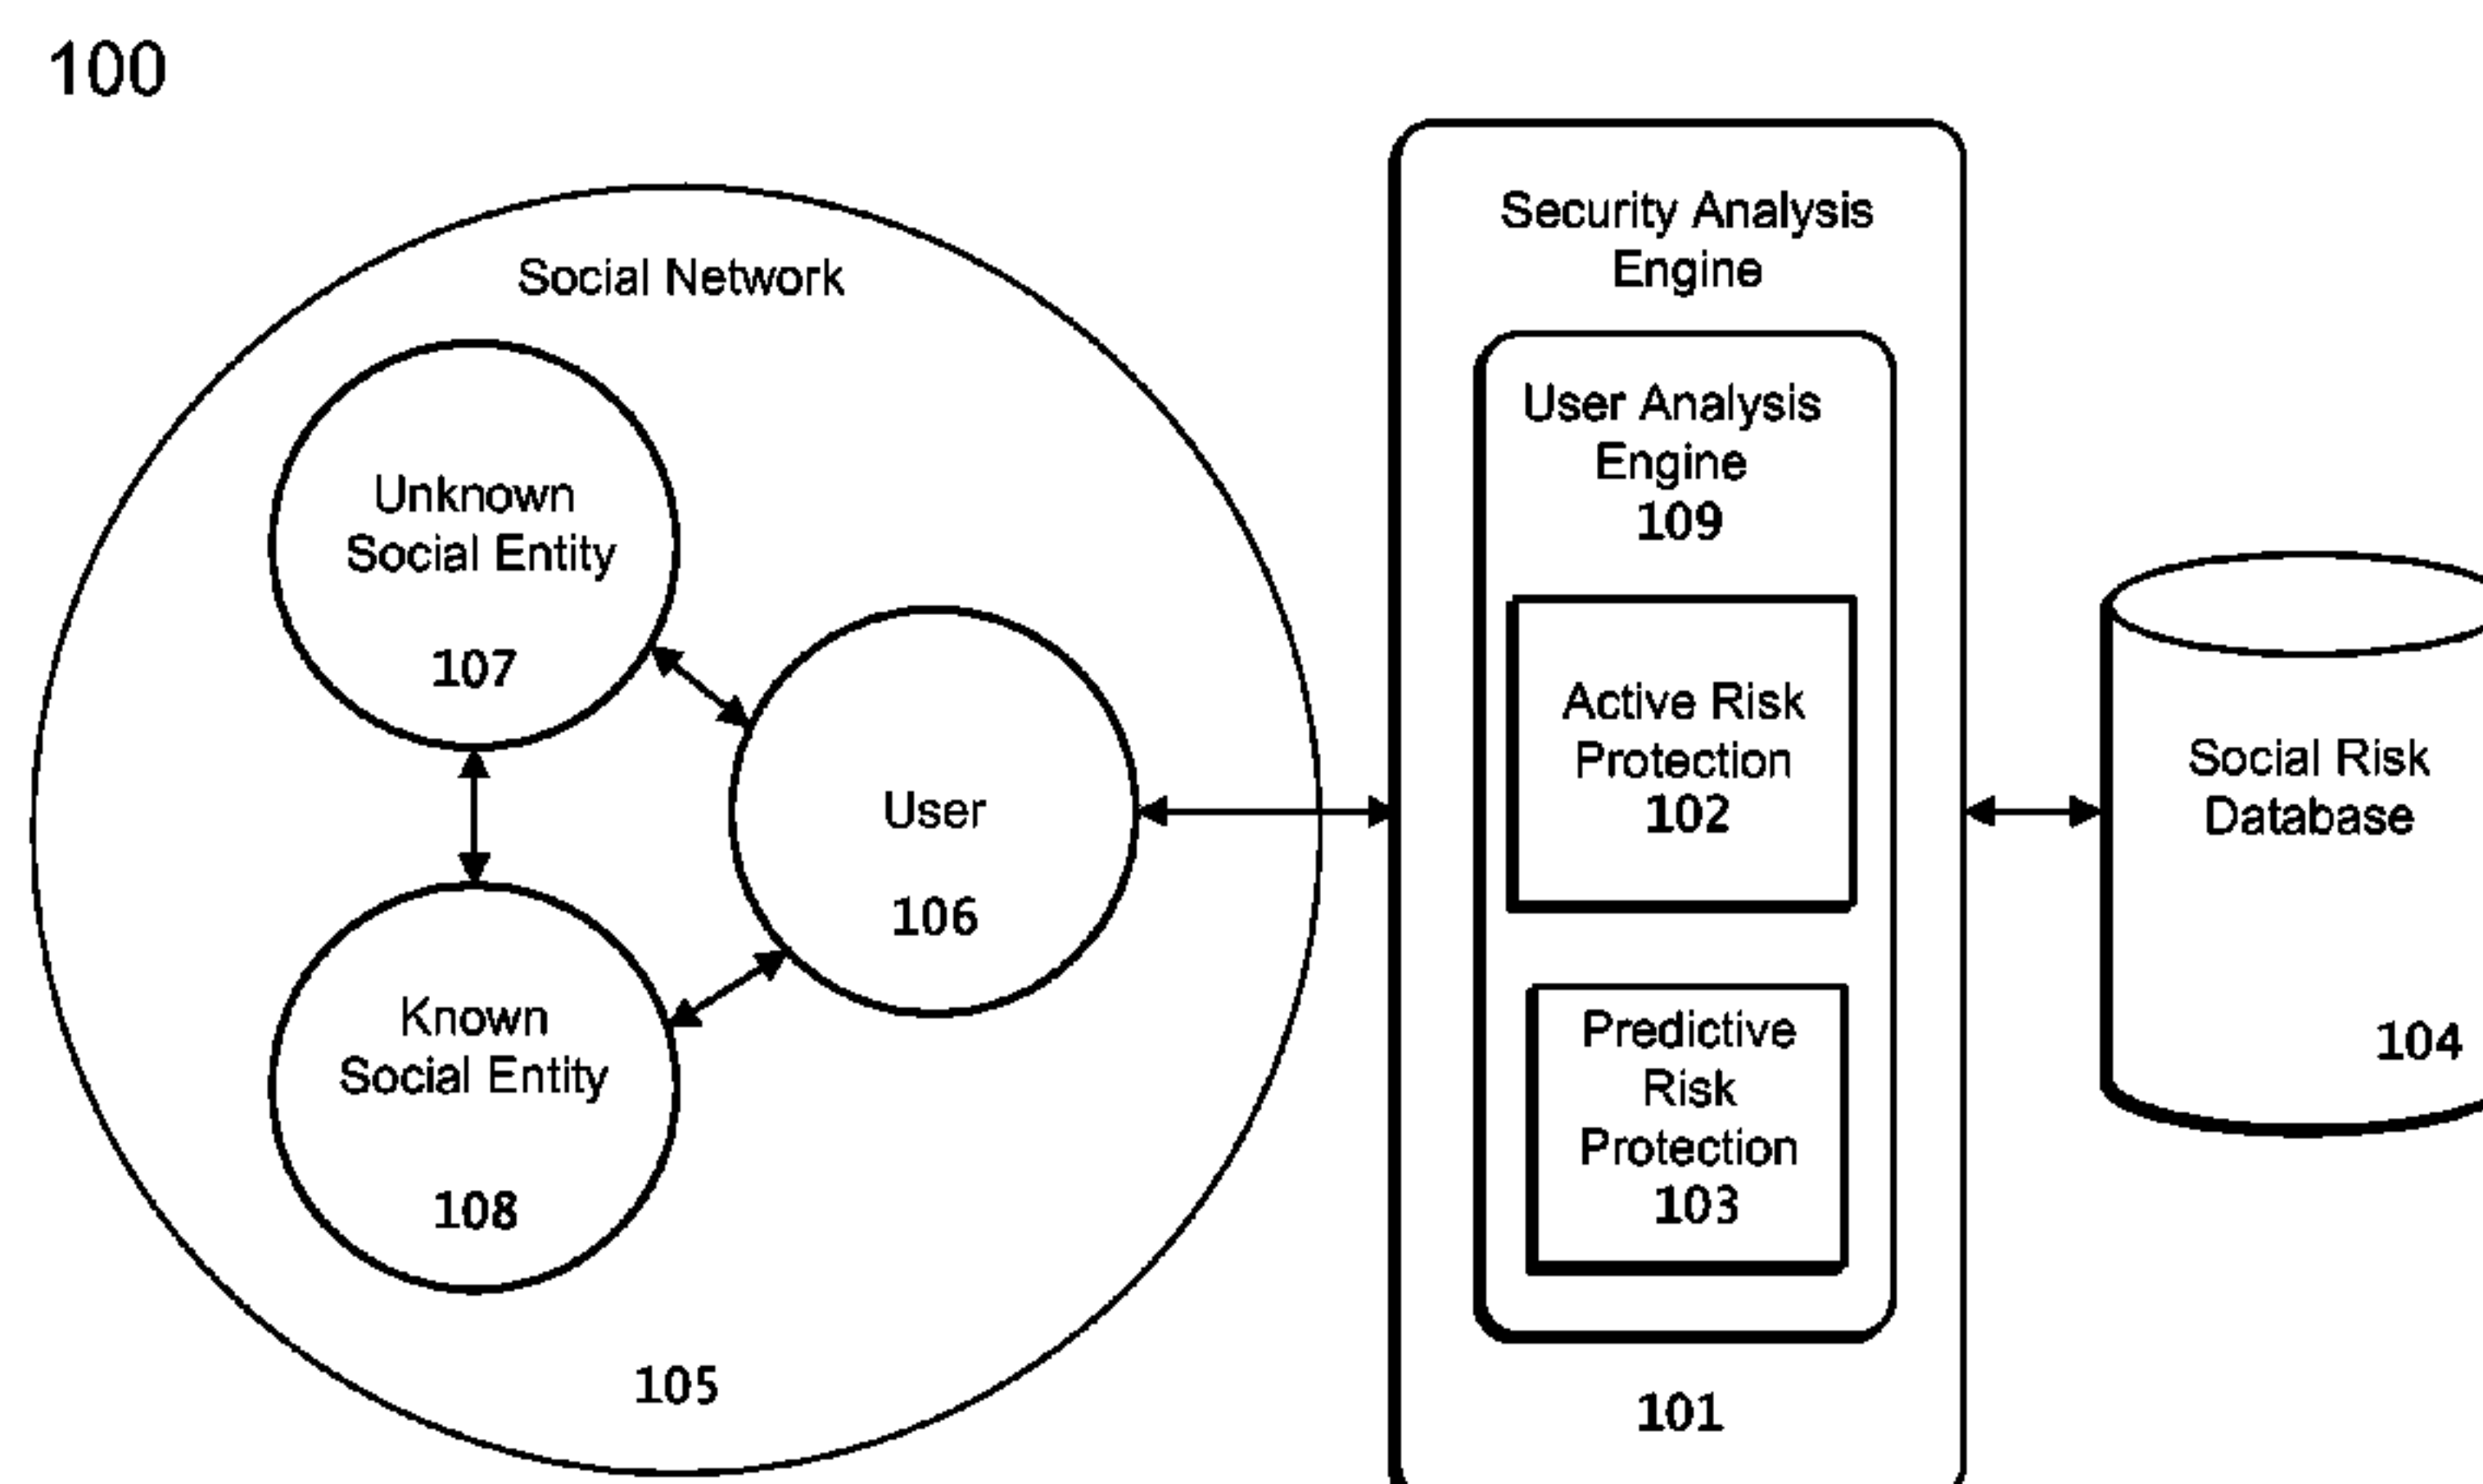 100
Social Network
Unknown
Social Entity
107
User
106
Known
Social Entity
108
105
Security Analysis
Engine
User Analysis
Engine
109
Active Risk
Protection
102
Predictive
Risk
Protection
103
101
Social Risk
Database
104